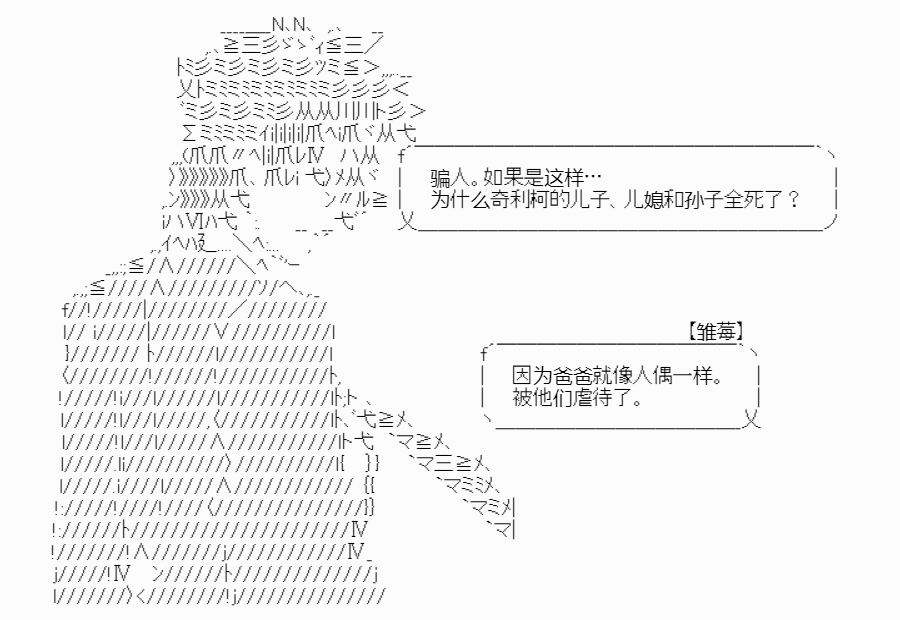 骗人。如果是这样…
为什么奇利柯的儿子、儿媳和孙子全死了？
【雏莓】
因为爸爸就像人偶一样。
被他们虐待了。